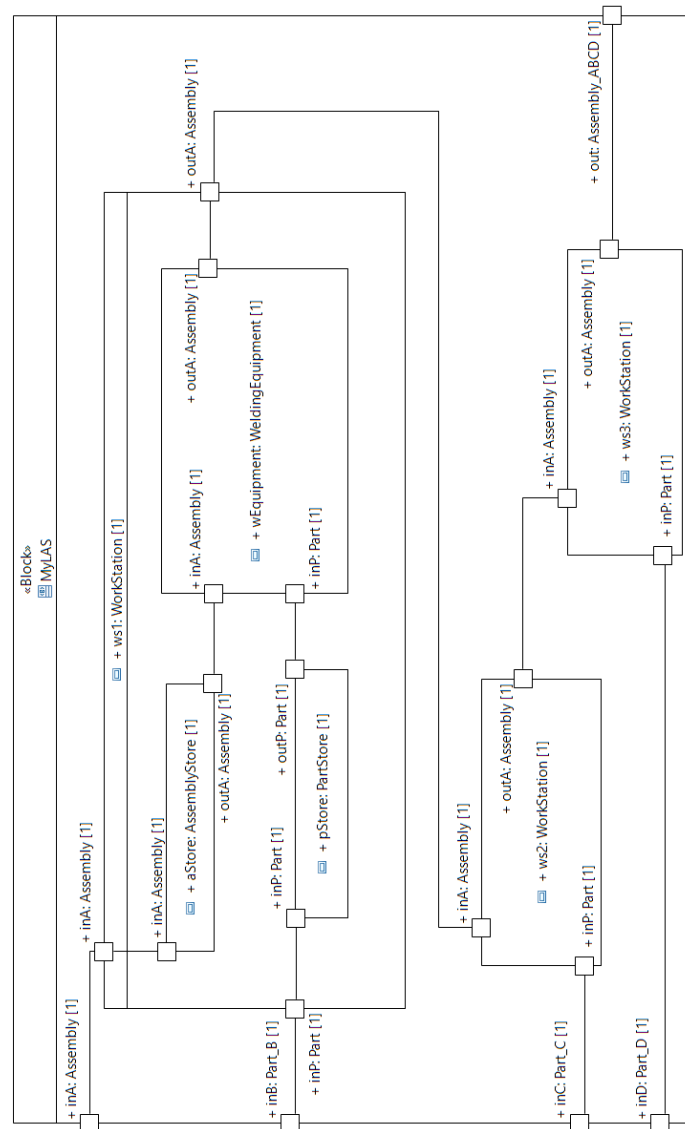 «Block»
MyLAS
+ inA: Assembly [1]
+ inA: Assembly [1]
+ ws1: WorkStation [1]
+ inA: Assembly [1]
+ aStore: AssemblyStore [1]
+ outA: Assembly [1]
+ inA: Assembly [1]
+ outA: Assembly [1]
+ outA: Assembly [1]
+ wEquipment: WeldingEquipment [1]
+ inB: Part_B [1]
+ inP: Part [1]
+ inP: Part [1]
+ outP: Part [1]
+ inP: Part [1]
+ pStore: PartStore [1]
+ inA: Assembly [1]
+ outA: Assembly [1]
+ ws2: WorkStation [1]
+ inC: Part_C [1]
+ inP: Part [1]
+ inA: Assembly [1]
+ outA: Assembly [1]
+ out: Assembly_ABCD [1]
+ ws3: WorkStation [1]
+ inD: Part_D [1]
+ inP: Part [1]